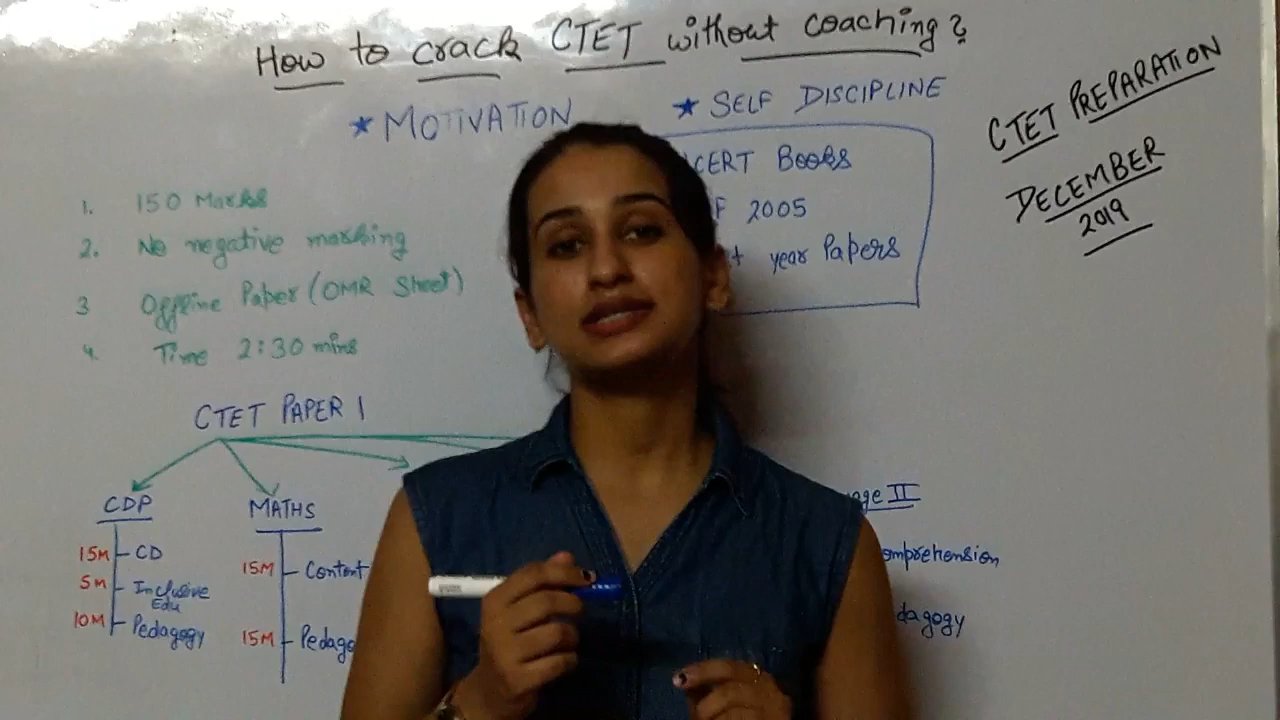 How to crack CTET without coaching?
★ MOTIVATION ★ SELF DISCIPLINE
CTET PREPARATION
DECEMBER
2019
CERT Books
F 2005
t year Papers
1. 150 Marks
2. No negative marking
3 Offline Paper (OMR Sheet)
4. Time 2:30 mins
CTET PAPER 1
CDP
15M CD
5M Inclusive
Edu
10M Pedagogy
MATHS
15M Content
15M Pedago
age II
omprehension
dagogy